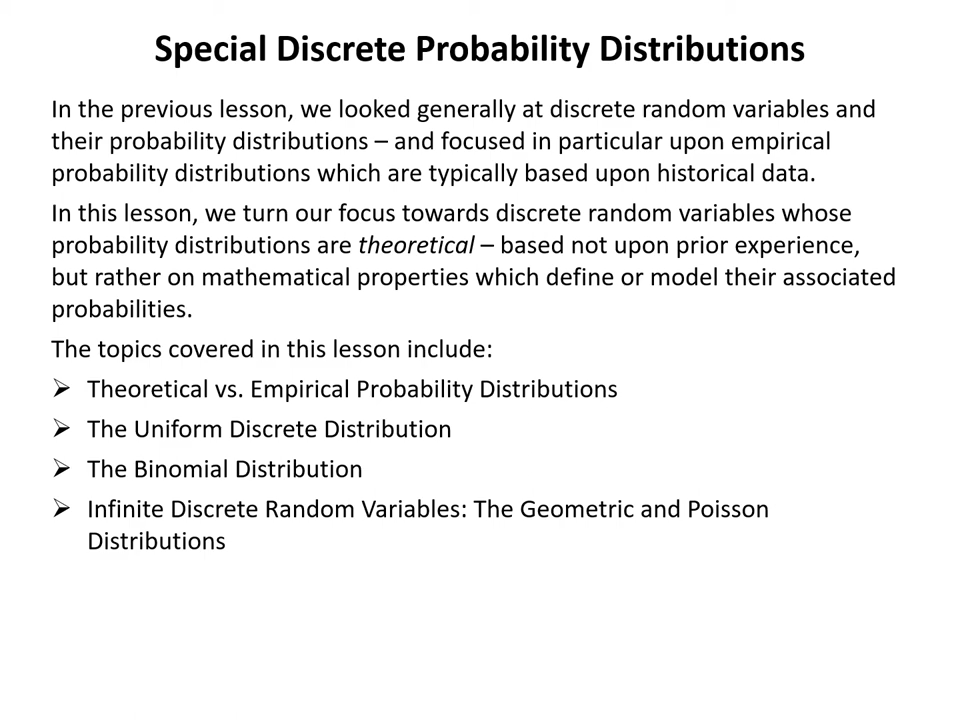 Special Discrete Probability Distributions
In the previous lesson, we looked generally at discrete random variables and
their probability distributions – and focused in particular upon empirical
probability distributions which are typically based upon historical data.
In this lesson, we turn our focus towards discrete random variables whose
probability distributions are theoretical – based not upon prior experience,
but rather on mathematical properties which define or model their associated
probabilities.
The topics covered in this lesson include:
➢ Theoretical vs. Empirical Probability Distributions
➢ The Uniform Discrete Distribution
➢ The Binomial Distribution
➢ Infinite Discrete Random Variables: The Geometric and Poisson
Distributions